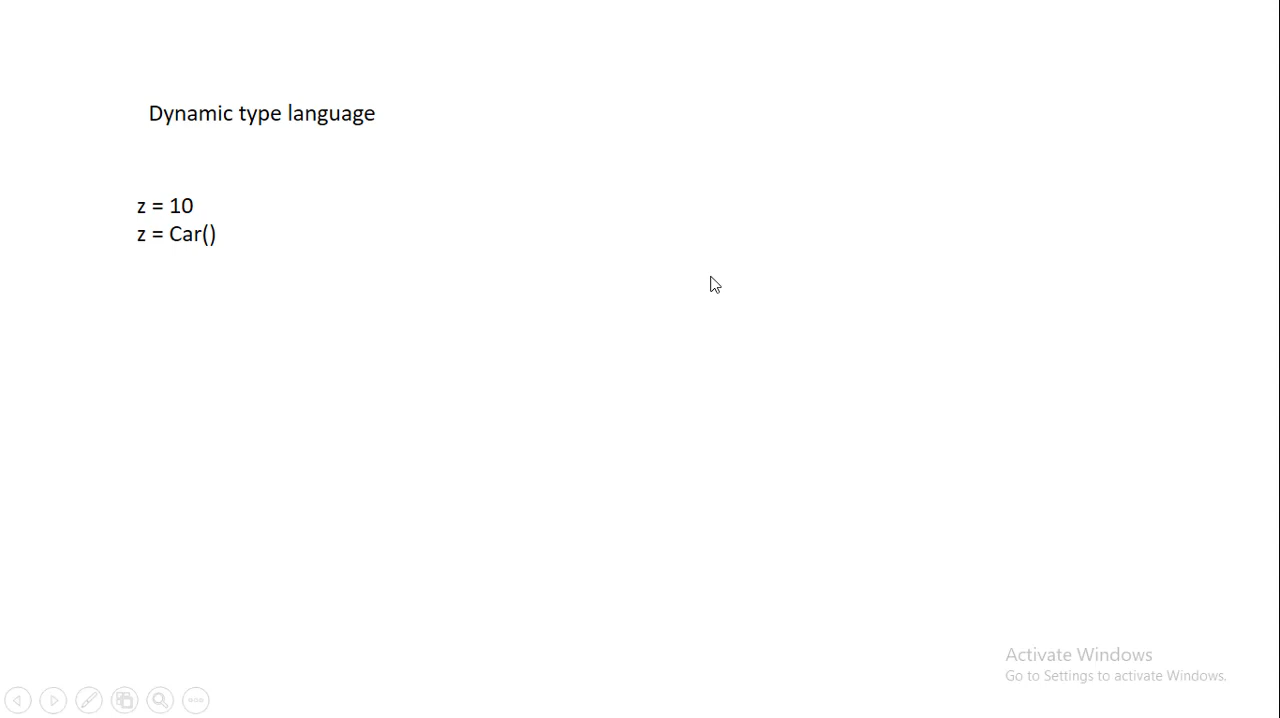 Dynamic type language
z = 10
z = Car()
Activate Windows
Go to Settings to activate Windows.